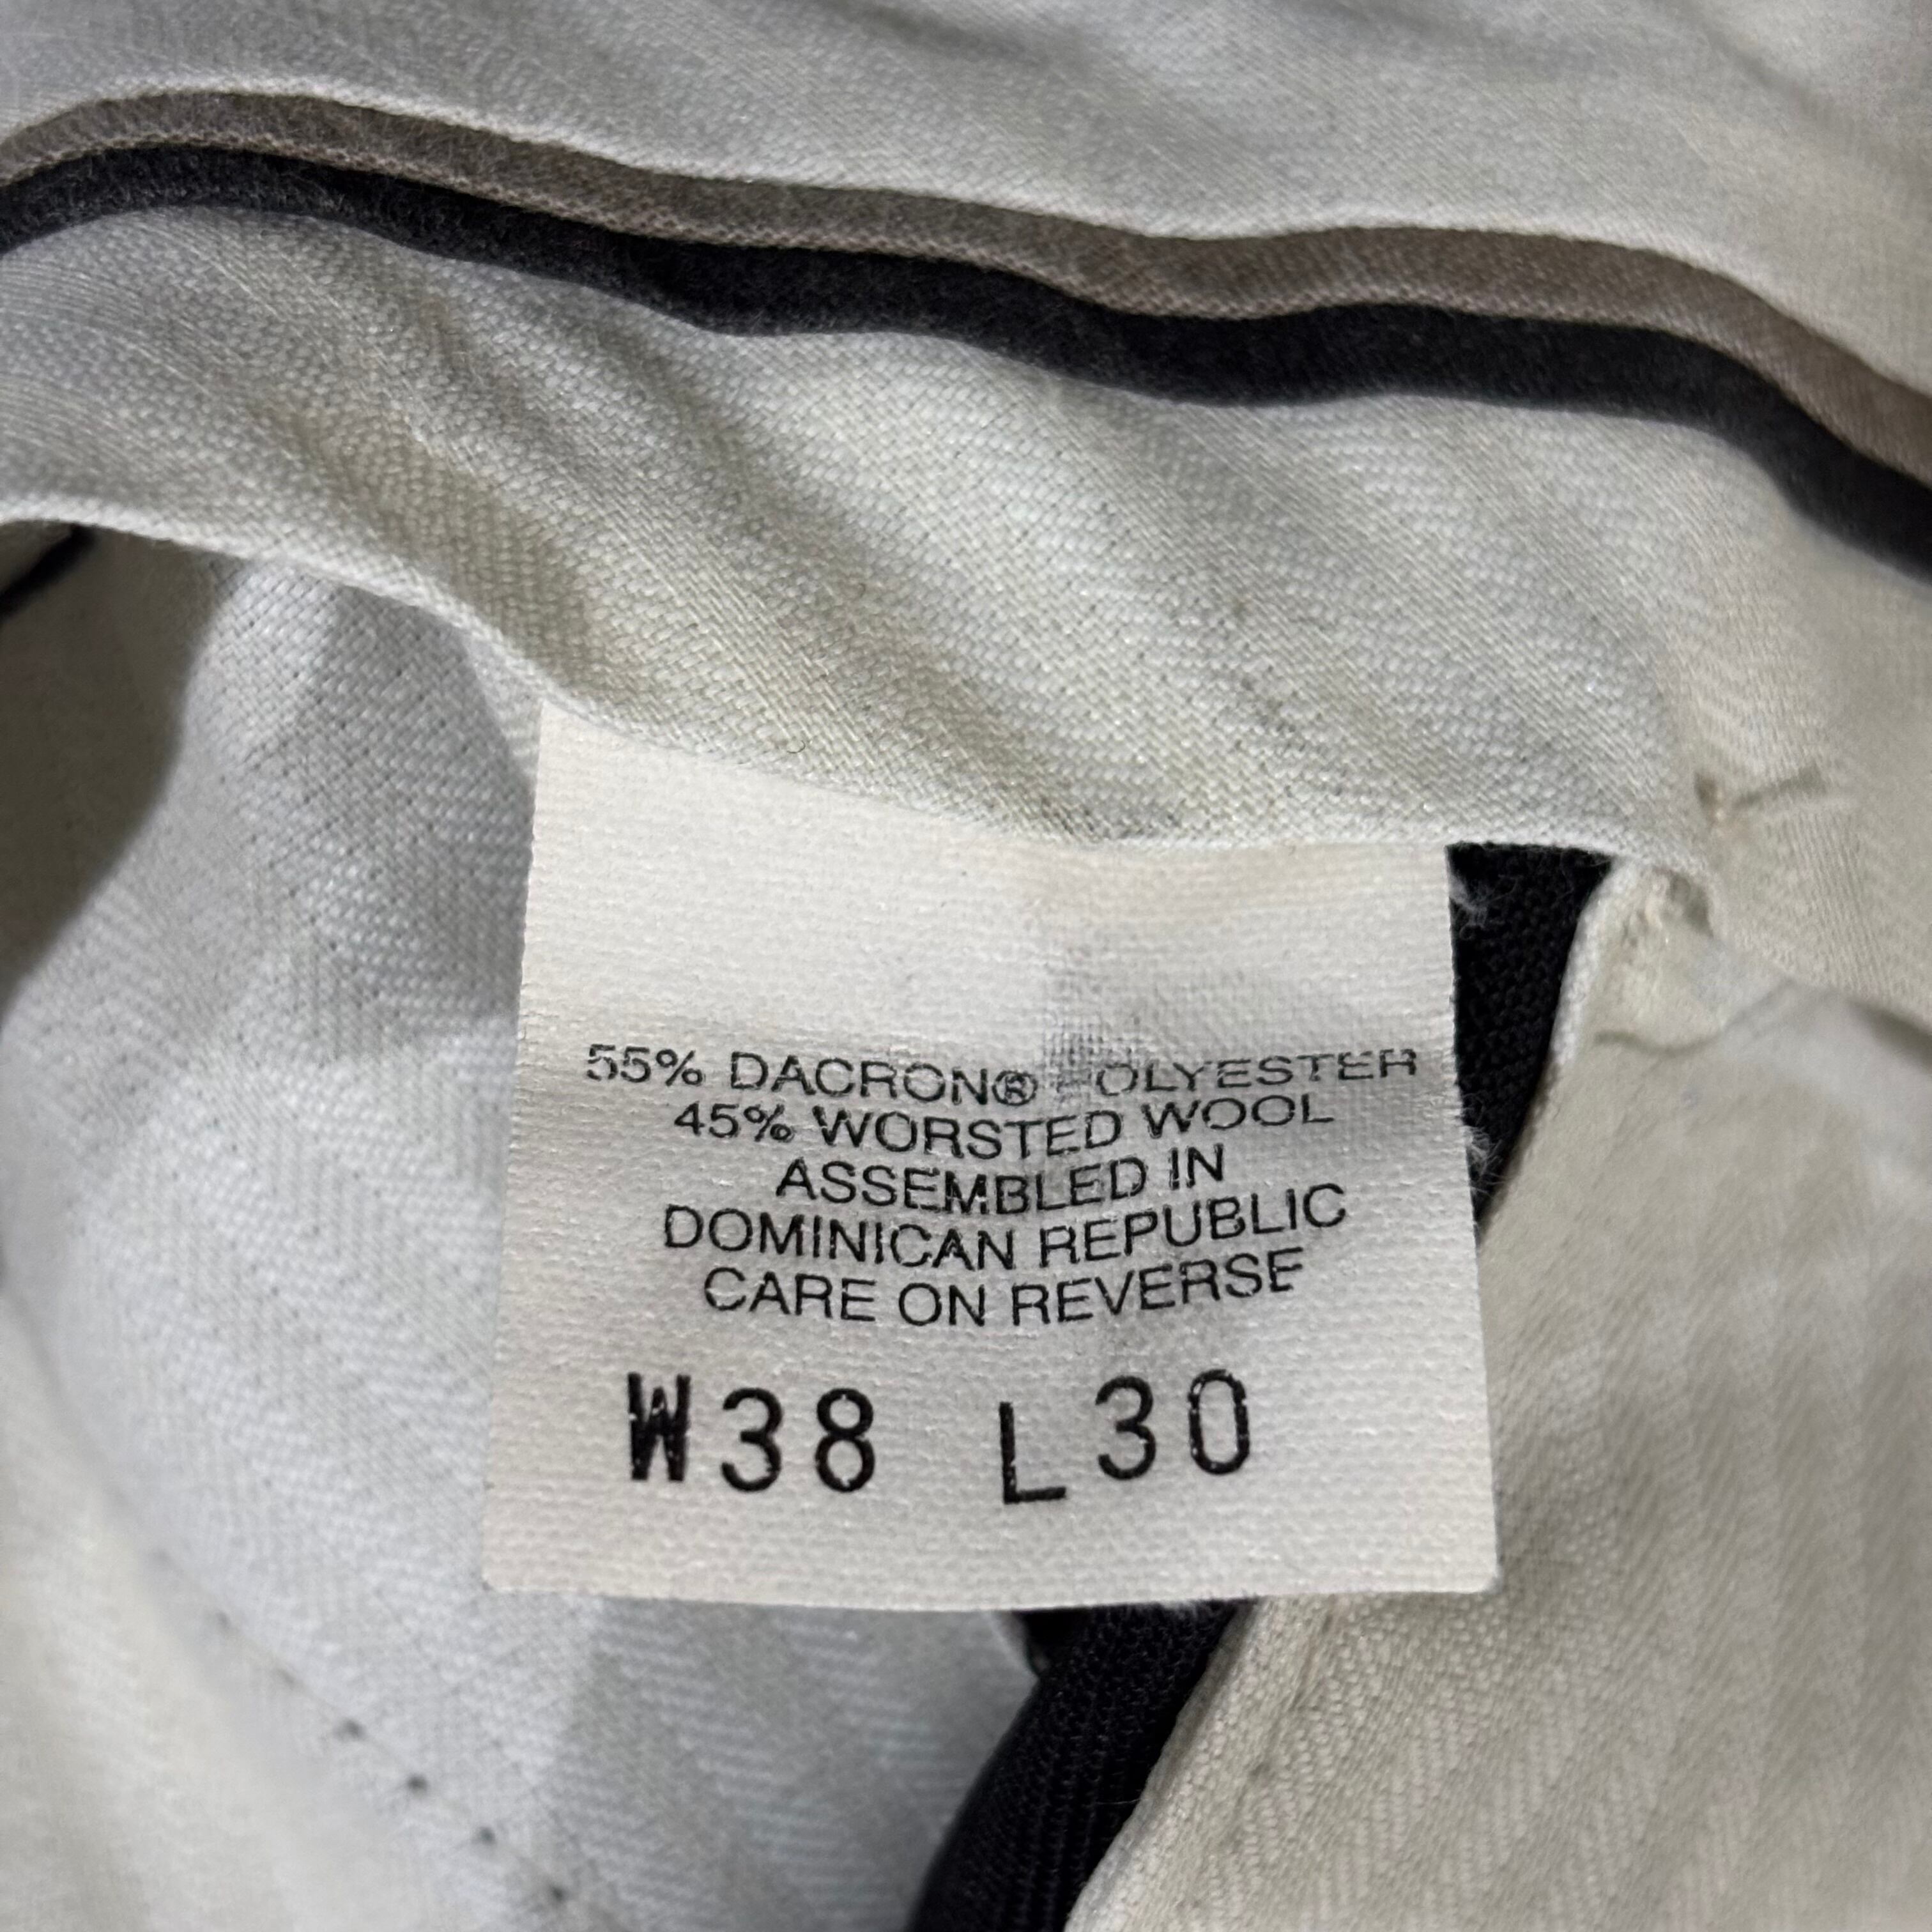 55% DACRON® POLYESTER
45% WORSTED WOOL
ASSEMBLED IN
DOMINICAN REPUBLIC
CARE ON REVERSE
W38 L30